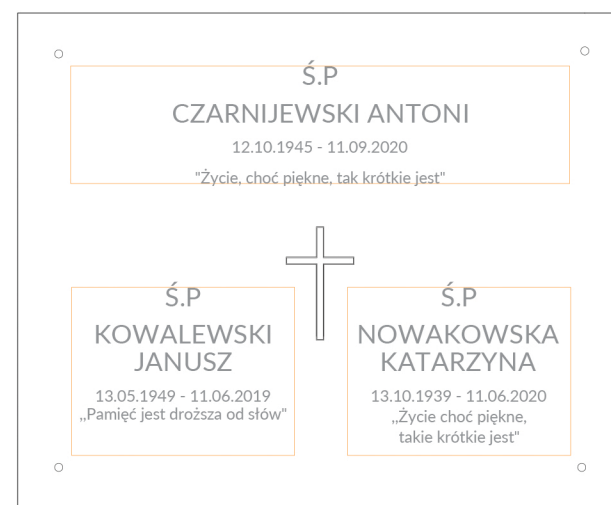 Ś.P
CZARNIJEWSKI ANTONI
12.10.1945 - 11.09.2020
"Życie, choć piękne, tak krótkie jest"
Ś.P
KOWALEWSKI
JANUSZ
13.05.1949 - 11.06.2019
,,Pamięć jest droższa od słów"
Ś.P
NOWAKOWSKA
KATARZYNA
13.10.1939 - 11.06.2020
,,Życie choć piękne,
takie krótkie jest"